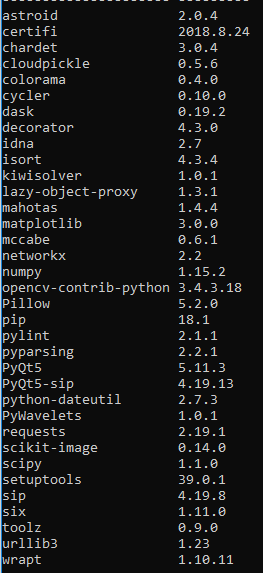 astroid 2.0.4
certifi 2018.8.24
chardet 3.0.4
cloudpickle 0.5.6
colorama 0.4.0
cycler 0.10.0
dask 0.19.2
decorator 4.3.0
idna 2.7
isort 4.3.4
kiwisolver 1.0.1
lazy-object-proxy 1.3.1
mahotas 1.4.4
matplotlib 3.0.0
mccabe 0.6.1
networkx 2.2
numpy 1.15.2
opencv-contrib-python 3.4.3.18
Pillow 5.2.0
pip 18.1
pylint 2.1.1
pyparsing 2.2.1
PyQt5 5.11.3
PyQt5-sip 4.19.13
python-dateutil 2.7.3
PyWavelets 1.0.1
requests 2.19.1
scikit-image 0.14.0
scipy 1.1.0
setuptools 39.0.1
sip 4.19.8
six 1.11.0
toolz 0.9.0
urllib3 1.23
wrapt 1.10.11